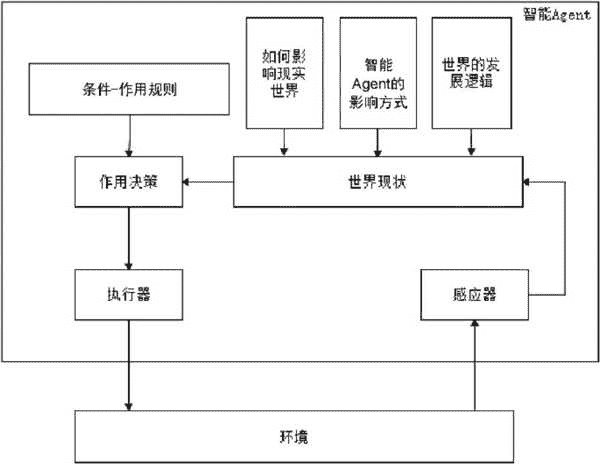 智能Agent
如何影
响现实
世界
智能
Agent的
影响方式
世界的发
展逻辑
条件-作用规则
作用决策
世界现状
执行器
感应器
环境